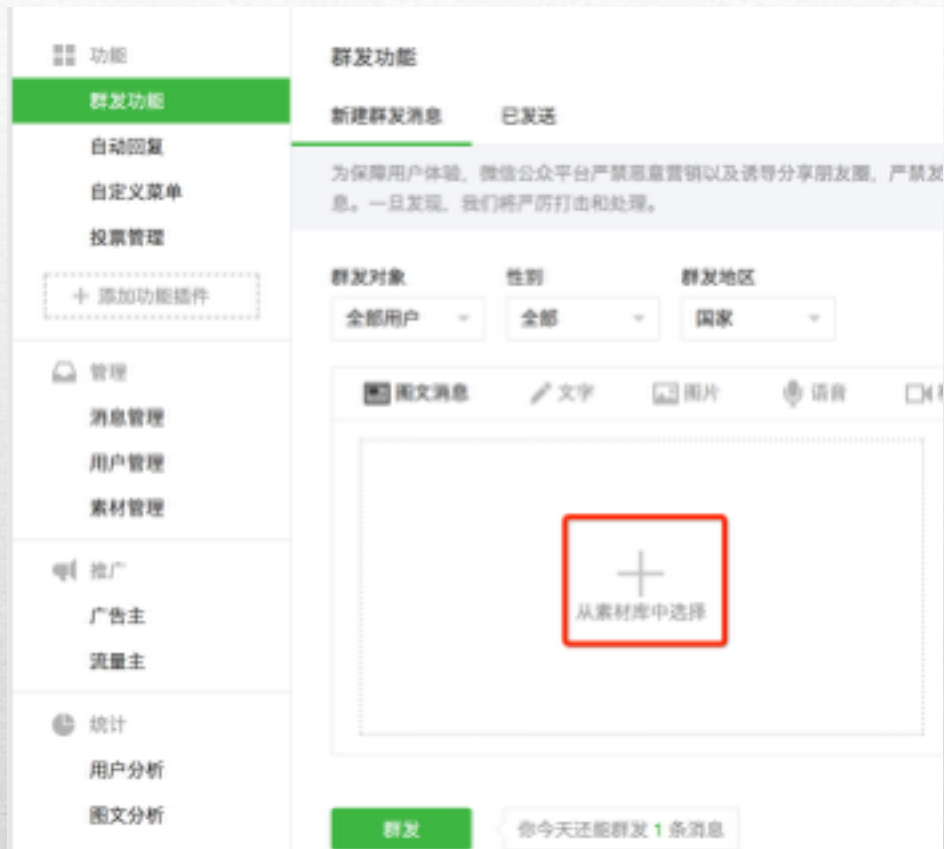 功能
群发功能
自动回复
自定义菜单
投票管理
添加功能插件
管理
消息管理
用户管理
素材管理
推广
广告主
流量主
统计
用户分析
图文分析
群发功能
新建群发消息 已发送
为保障用户体验，微信公众平台严禁恶意营销以及诱导分享朋友圈，严禁发
息。一旦发现，我们将严厉打击和处理。
群发对象 性别 群发地区
全部用户 全部 国家
图文消息 文字 图片 语音
从素材库中选择
群发 你今天还能群发 1 条消息